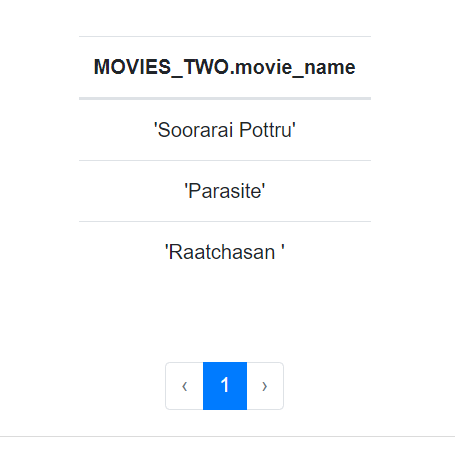 MOVIES_TWO.movie_name
'Soorarai Pottru'
'Parasite'
'Raatchasan '
‹ 1 ›